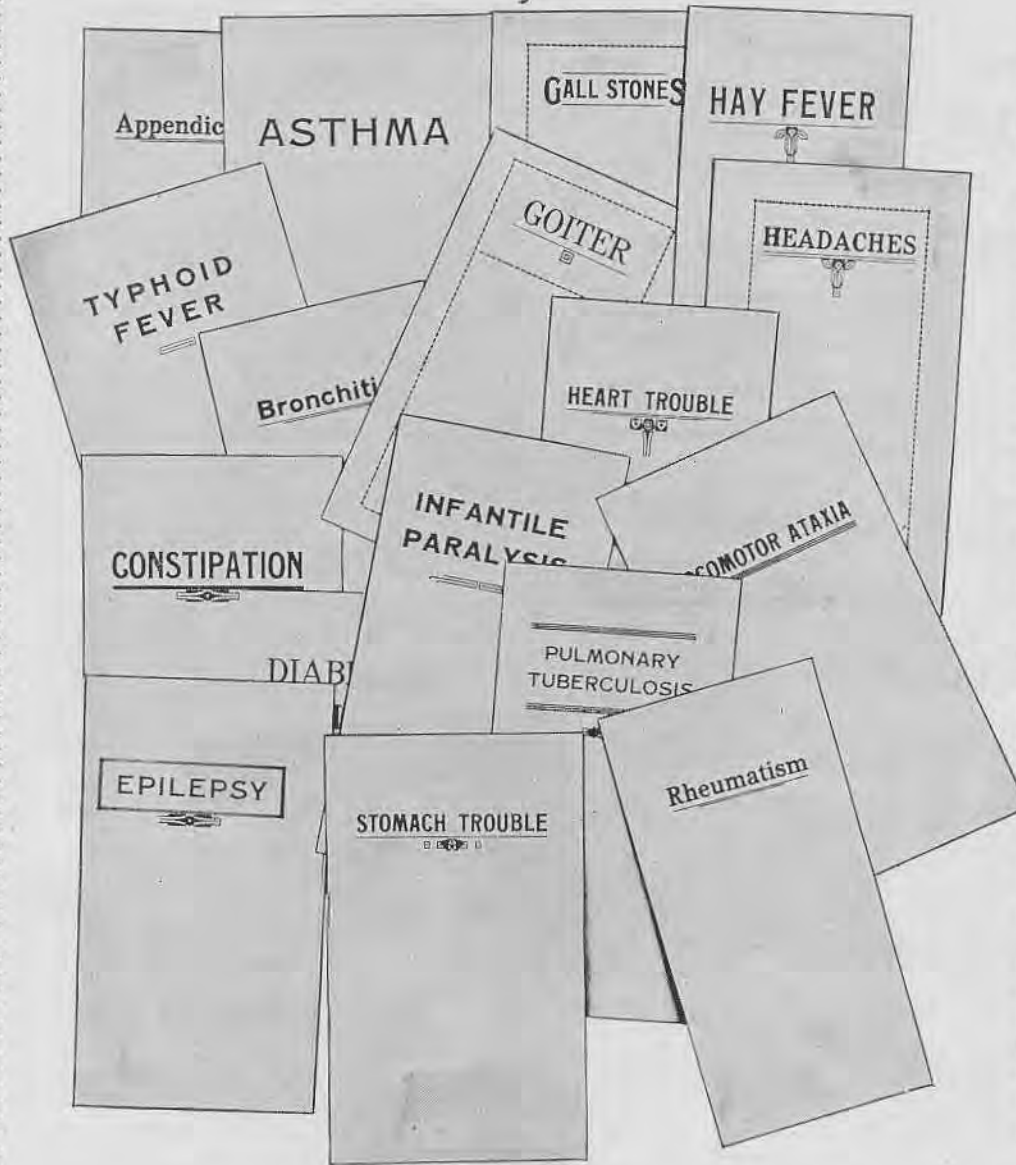 Appendic
ASTHMA
GALL STONES
HAY FEVER
GOITER
HEADACHES
TYPHOID
FEVER
Bronchiti
HEART TROUBLE
INFANTILE
PARALYSIS
OCOMOTOR ATAXIA
CONSTIPATION
DIAB
PULMONARY
TUBERCULOSIS
EPILEPSY
STOMACH TROUBLE
Rheumatism